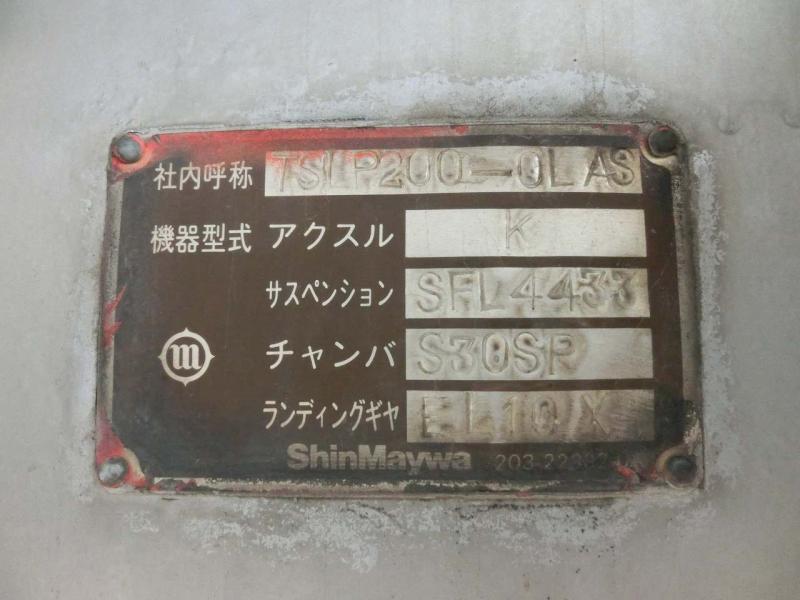 社内呼称 TSLP200-0LAS
機器型式 アクスル K
サスペンション SFL4433
チャンバ S30SP
ランディングギヤ EL10X
ShinMaywa